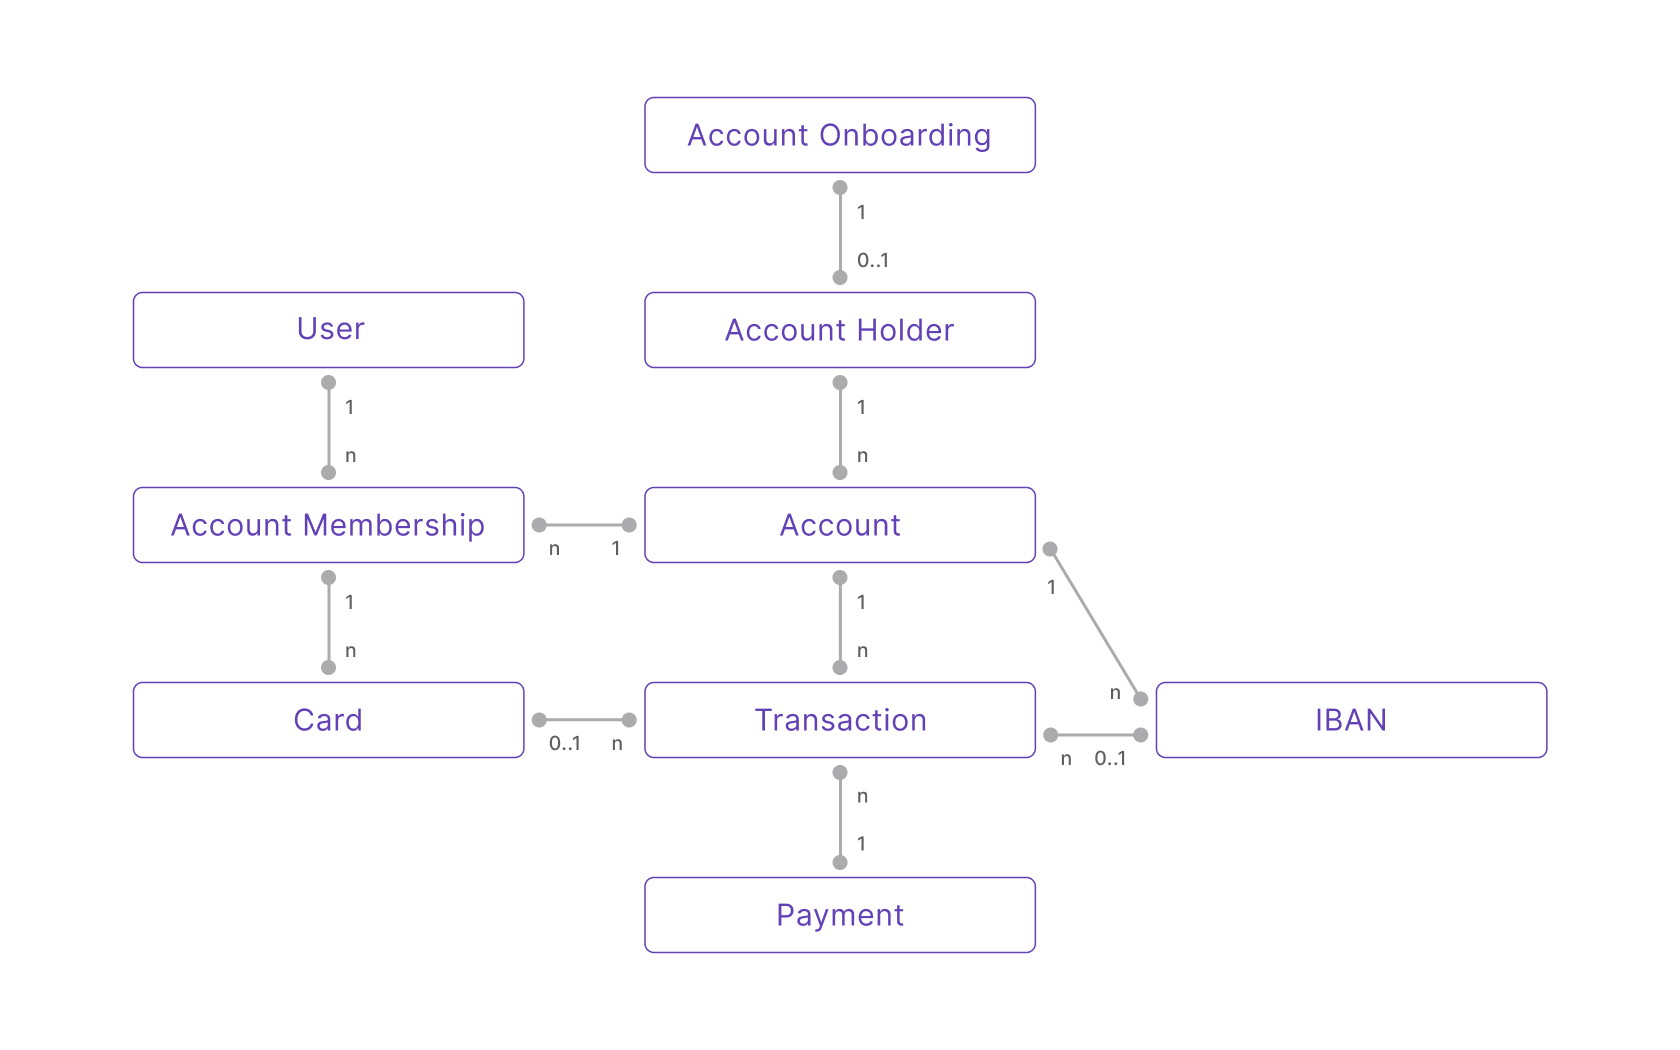 Account Onboarding
1
0..1
User
Account Holder
1
1
n
n
Account Membership
Account
n 1
1
1
1
n
n
n
Card
Transaction
IBAN
0..1 n
n 0..1
n
1
Payment